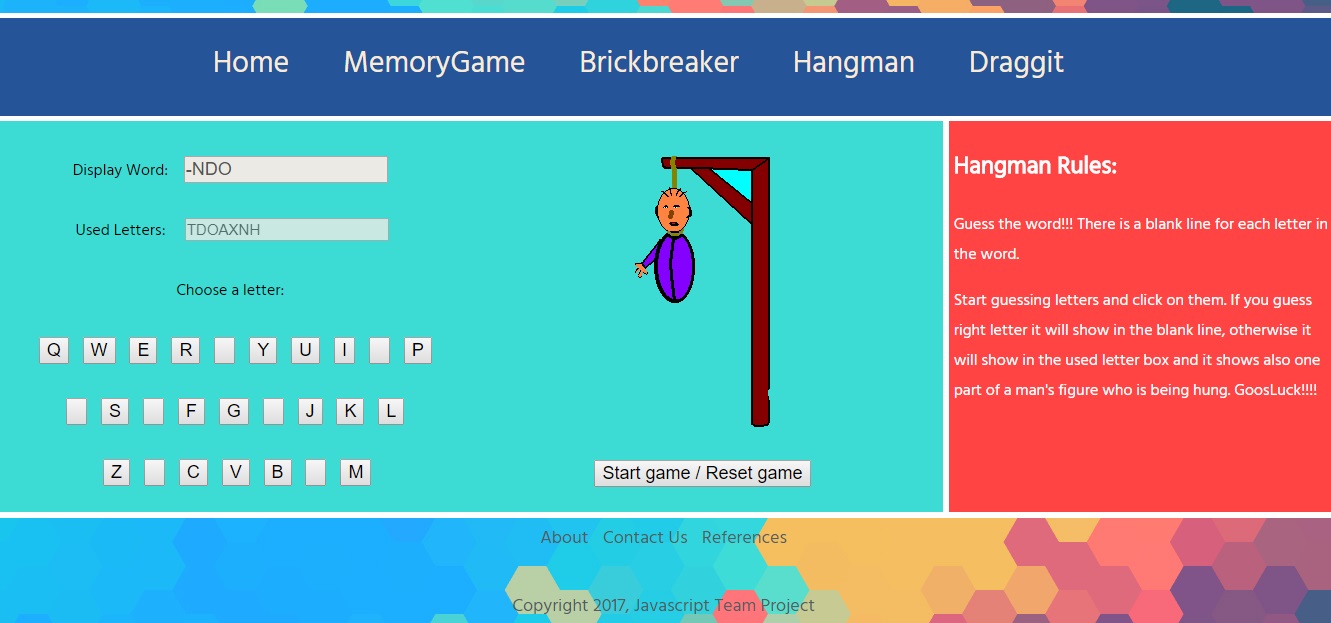 Home MemoryGame Brickbreaker Hangman Draggit
Display Word: -NDO
Used Letters: TDOAXNH
Choose a letter:
Q W E R Y U I P
S F G J K L
Z C V B M
Start game / Reset game
Hangman Rules:
Guess the word!!! There is a blank line for each letter in
the word.
Start guessing letters and click on them. If you guess
right letter it will show in the blank line, otherwise it
will show in the used letter box and it shows also one
part of a man's figure who is being hung. GoosLuck!!!!
About Contact Us References
Copyright 2017, Javascript Team Project